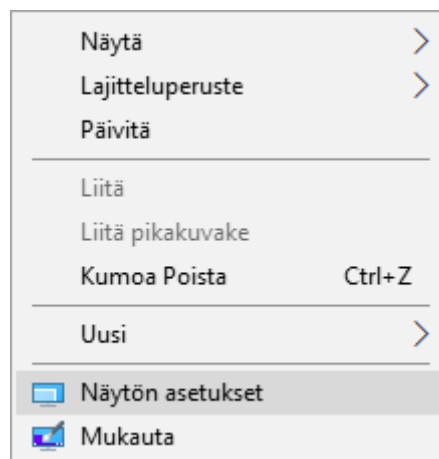 Näytä
Lajitteluperuste
Päivitä
Liitä
Liitä pikakuvake
Kumoa Poista Ctrl+Z
Uusi
Näytön asetukset
Mukauta